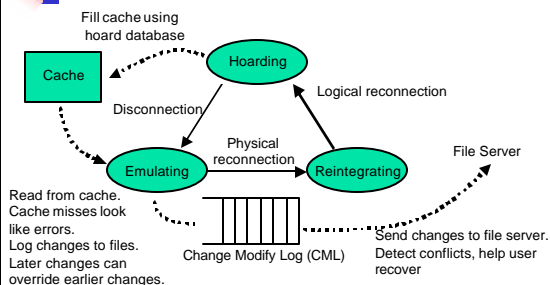 Fill cache using
hoard database
Hoarding
Cache
Logical reconnection
Disconnection
Physical
reconnection
File Server
Emulating
Reintegrating
Read from cache.
Cache misses look
like errors.
Log changes to files.
Later changes can
override earlier changes.
Change Modify Log (CML)
Send changes to file server.
Detect conflicts, help user
recover